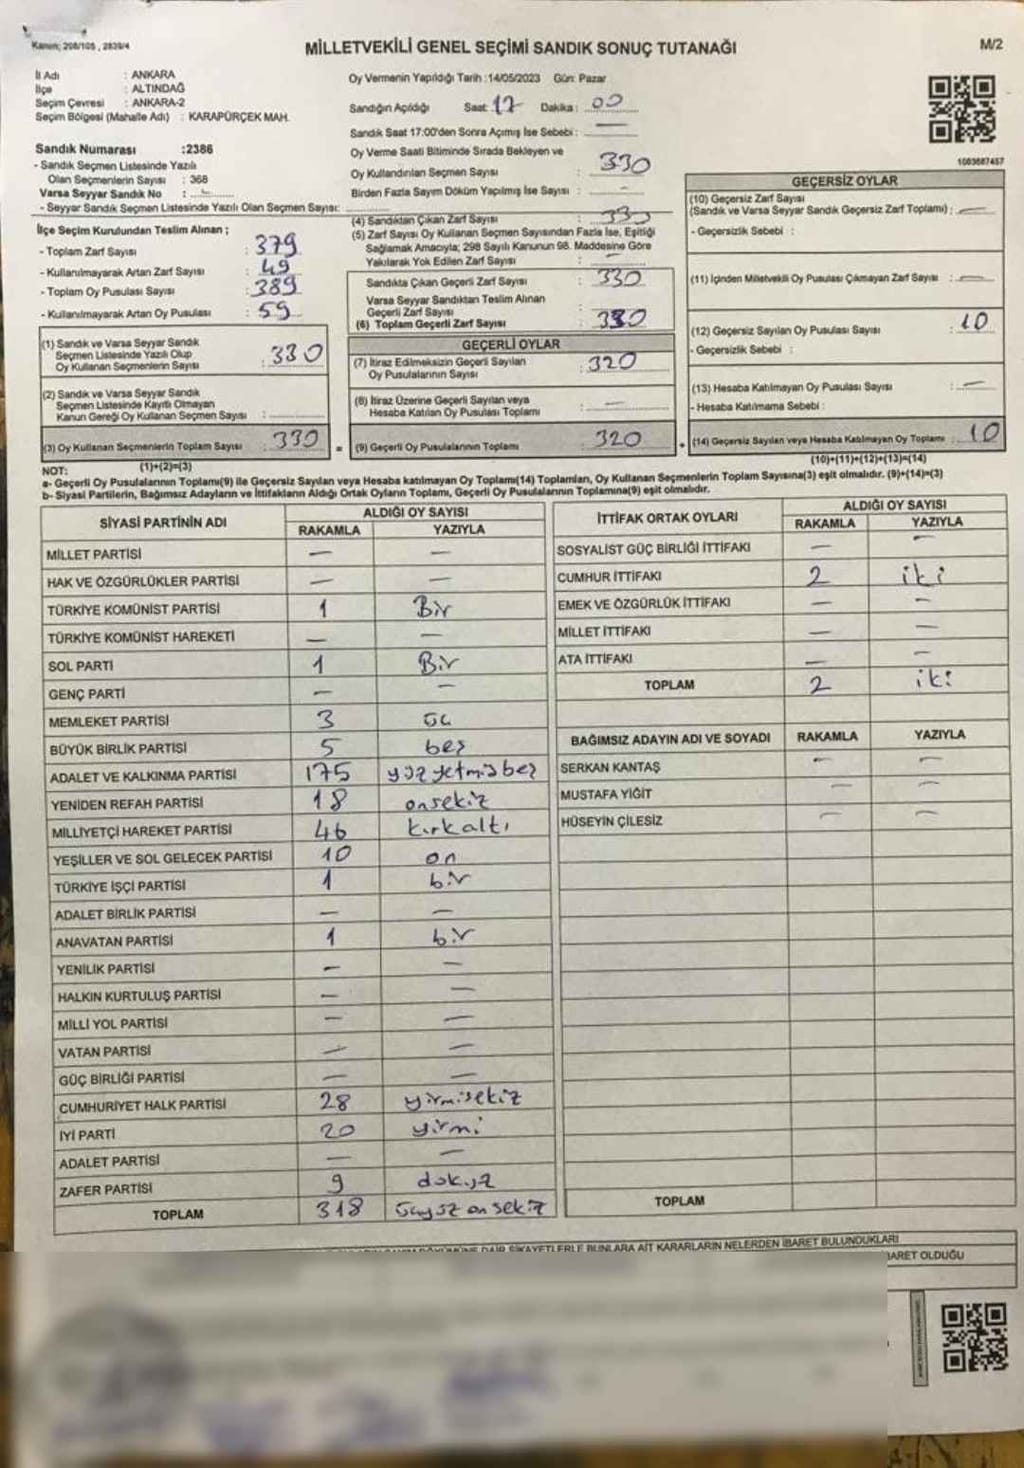 Kanun; 298/105 , 2839/4
MİLLETVEKİLİ GENEL SEÇİMİ SANDIK SONUÇ TUTANAĞI
M/2
İl Adı : ANKARA
İlçe : ALTINDAĞ
Seçim Çevresi : ANKARA-2
Seçim Bölgesi (Mahalle Adı) : KARAPÜRÇEK MAH.
Sandık Numarası :2386
- Sandık Seçmen Listesinde Yazılı
Olan Seçmenlerin Sayısı : 368
Varsa Seyyar Sandık No :
- Seyyar Sandık Seçmen Listesinde Yazılı Olan Seçmen Sayısı:
İlçe Seçim Kurulundan Teslim Alınan ;
- Toplam Zarf Sayısı : 379
- Kullanılmayarak Artan Zarf Sayısı : 49
- Toplam Oy Pusulası Sayısı : 389
- Kullanılmayarak Artan Oy Pusulası : 59
(1) Sandık ve Varsa Seyyar Sandık
Seçmen Listesinde Yazılı Olup
Oy Kullanan Seçmenlerin Sayısı : 330
(2) Sandık ve Varsa Seyyar Sandık
Seçmen Listesinde Kayıtlı Olmayan
Kanun Gereği Oy Kullanan Seçmen Sayısı :
(3) Oy Kullanan Seçmenlerin Toplam Sayısı : 330
(1)+(2)=(3)
Oy Vermenin Yapıldığı Tarih :14/05/2023 Gün: Pazar
Sandığın Açıldığı Saat: 17 Dakika : 00
Sandık Saat 17:00'den Sonra Açımış İse Sebebi : —
Oy Verme Saati Bitiminde Sırada Bekleyen ve
Oy Kullandırılan Seçmen Sayısı : 330
Birden Fazla Sayım Döküm Yapılmış İse Sayısı : -
(4) Sandıktan Çıkan Zarf Sayısı : 330
(5) Zarf Sayısı Oy Kullanan Seçmen Sayısından Fazla İse, Eşitliği
Sağlamak Amacıyla; 298 Sayılı Kanunun 98. Maddesine Göre
Yakılarak Yok Edilen Zarf Sayısı : —
Sandıkta Çıkan Geçerli Zarf Sayısı : 330
Varsa Seyyar Sandıktan Teslim Alınan
Geçerli Zarf Sayısı :
(6) Toplam Geçerli Zarf Sayısı : 330
GEÇERLİ OYLAR
(7) İtiraz Edilmeksizin Geçerli Sayılan
Oy Pusulalarının Sayısı : 320
(8) İtiraz Üzerine Geçerli Sayılan veya
Hesaba Katılan Oy Pusulası Toplamı : —
= (9) Geçerli Oy Pusulalarının Toplamı : 320
1083687457
GEÇERSİZ OYLAR
(10) Geçersiz Zarf Sayısı
(Sandık ve Varsa Seyyar Sandık Geçersiz Zarf Toplamı) : —
- Geçersizlik Sebebi :
(11) İçinden Miletvekili Oy Pusulası Çıkmayan Zarf Sayısı : —
(12) Geçersiz Sayılan Oy Pusulası Sayısı : 10
- Geçersizlik Sebebi :
(13) Hesaba Katılmayan Oy Pusulası Sayısı : —
- Hesaba Katılmama Sebebi :
(14) Geçersiz Sayılan veya Hesaba Katılmayan Oy Toplamı : 10
(10)+(11)+(12)+(13)=(14)
NOT:
a- Geçerli Oy Pusulalarının Toplamı(9) ile Geçersiz Sayılan veya Hesaba katılmayan Oy Toplamı(14) Toplamları, Oy Kullanan Seçmenlerin Toplam Sayısına(3) eşit olmalıdır. (9)+(14)=(3)
b- Siyasi Partilerin, Bağımsız Adayların ve İttifakların Aldığı Ortak Oyların Toplamı, Geçerli Oy Pusulalarının Toplamına(9) eşit olmalıdır.
SİYASİ PARTİNİN ADI ALDIĞI OY SAYISI
RAKAMLA YAZIYLA
MİLLET PARTİSİ — —
HAK VE ÖZGÜRLÜKLER PARTİSİ — —
TÜRKİYE KOMÜNİST PARTİSİ 1 Bir
TÜRKİYE KOMÜNİST HAREKETİ — —
SOL PARTİ 1 Bir
GENÇ PARTİ — —
MEMLEKET PARTİSİ 3 üç
BÜYÜK BİRLİK PARTİSİ 5 beş
ADALET VE KALKINMA PARTİSİ 175 yüzyetmişbeş
YENİDEN REFAH PARTİSİ 18 onsekiz
MİLLİYETÇİ HAREKET PARTİSİ 46 kırkaltı
YEŞİLLER VE SOL GELECEK PARTİSİ 10 on
TÜRKİYE İŞÇİ PARTİSİ 1 bir
ADALET BİRLİK PARTİSİ — —
ANAVATAN PARTİSİ 1 bir
YENİLİK PARTİSİ — —
HALKIN KURTULUŞ PARTİSİ — —
MİLLİ YOL PARTİSİ — —
VATAN PARTİSİ — —
GÜÇ BİRLİĞİ PARTİSİ — —
CUMHURİYET HALK PARTİSİ 28 yirmisekiz
İYİ PARTİ 20 yirmi
ADALET PARTİSİ — —
ZAFER PARTİSİ 9 dokuz
TOPLAM 318 üçyüz onsekiz
İTTİFAK ORTAK OYLARI ALDIĞI OY SAYISI
RAKAMLA YAZIYLA
SOSYALİST GÜÇ BİRLİĞİ İTTİFAKI — —
CUMHUR İTTİFAKI 2 iki
EMEK VE ÖZGÜRLÜK İTTİFAKI — —
MİLLET İTTİFAKI — —
ATA İTTİFAKI — —
TOPLAM 2 iki
BAĞIMSIZ ADAYIN ADI VE SOYADI RAKAMLA YAZIYLA
SERKAN KANTAŞ — —
MUSTAFA YİĞİT — —
HÜSEYİN ÇİLESİZ — —
TOPLAM
DAİR ŞİKAYETLERLE BUNLARA AİT KARARLARIN NELERDEN İBARET BULUNDUKLARI
İBARET OLDUĞU